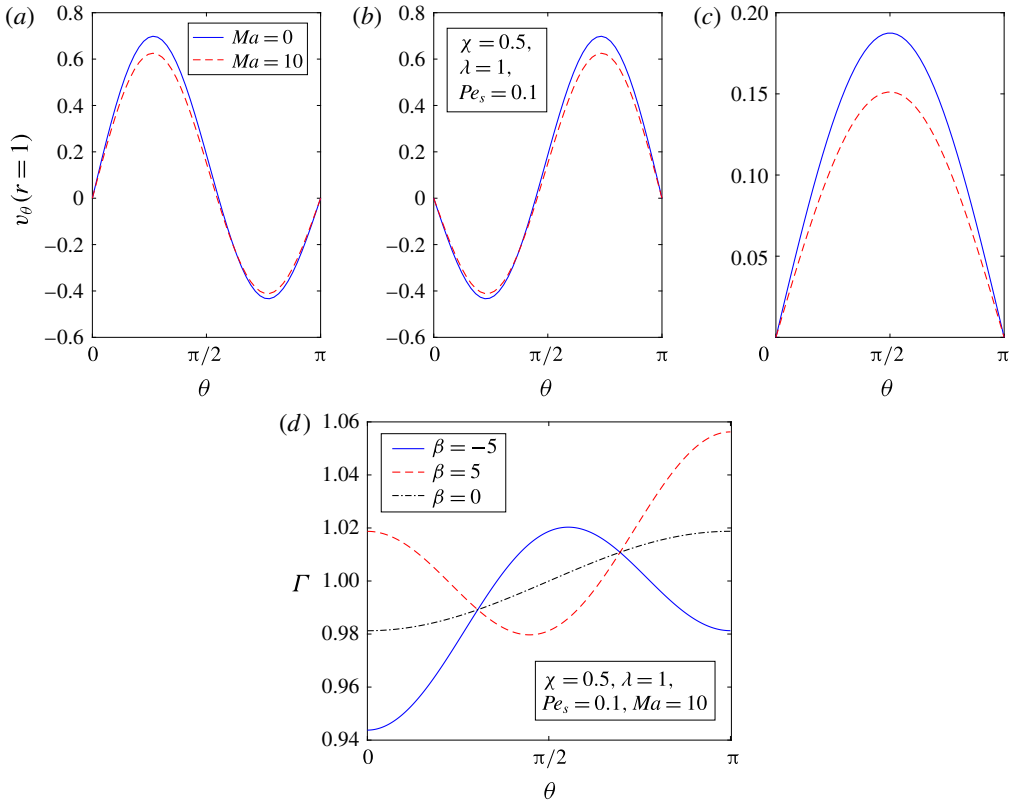 (a)
0.8
0.6
0.4
0.2
0
−0.2
−0.4
−0.6
0
π/2
π
θ
v_θ(r = 1)
Ma = 0
Ma = 10
(b)
0.8
0.6
0.4
0.2
0
−0.2
−0.4
−0.6
0
π/2
π
θ
χ = 0.5,
λ = 1,
Pe_s = 0.1
(c)
0.20
0.15
0.10
0.05
0
π/2
π
θ
(d)
1.06
1.04
1.02
1.00
0.98
0.96
0.94
0
π/2
π
θ
Γ
β = −5
β = 5
β = 0
χ = 0.5, λ = 1,
Pe_s = 0.1, Ma = 10